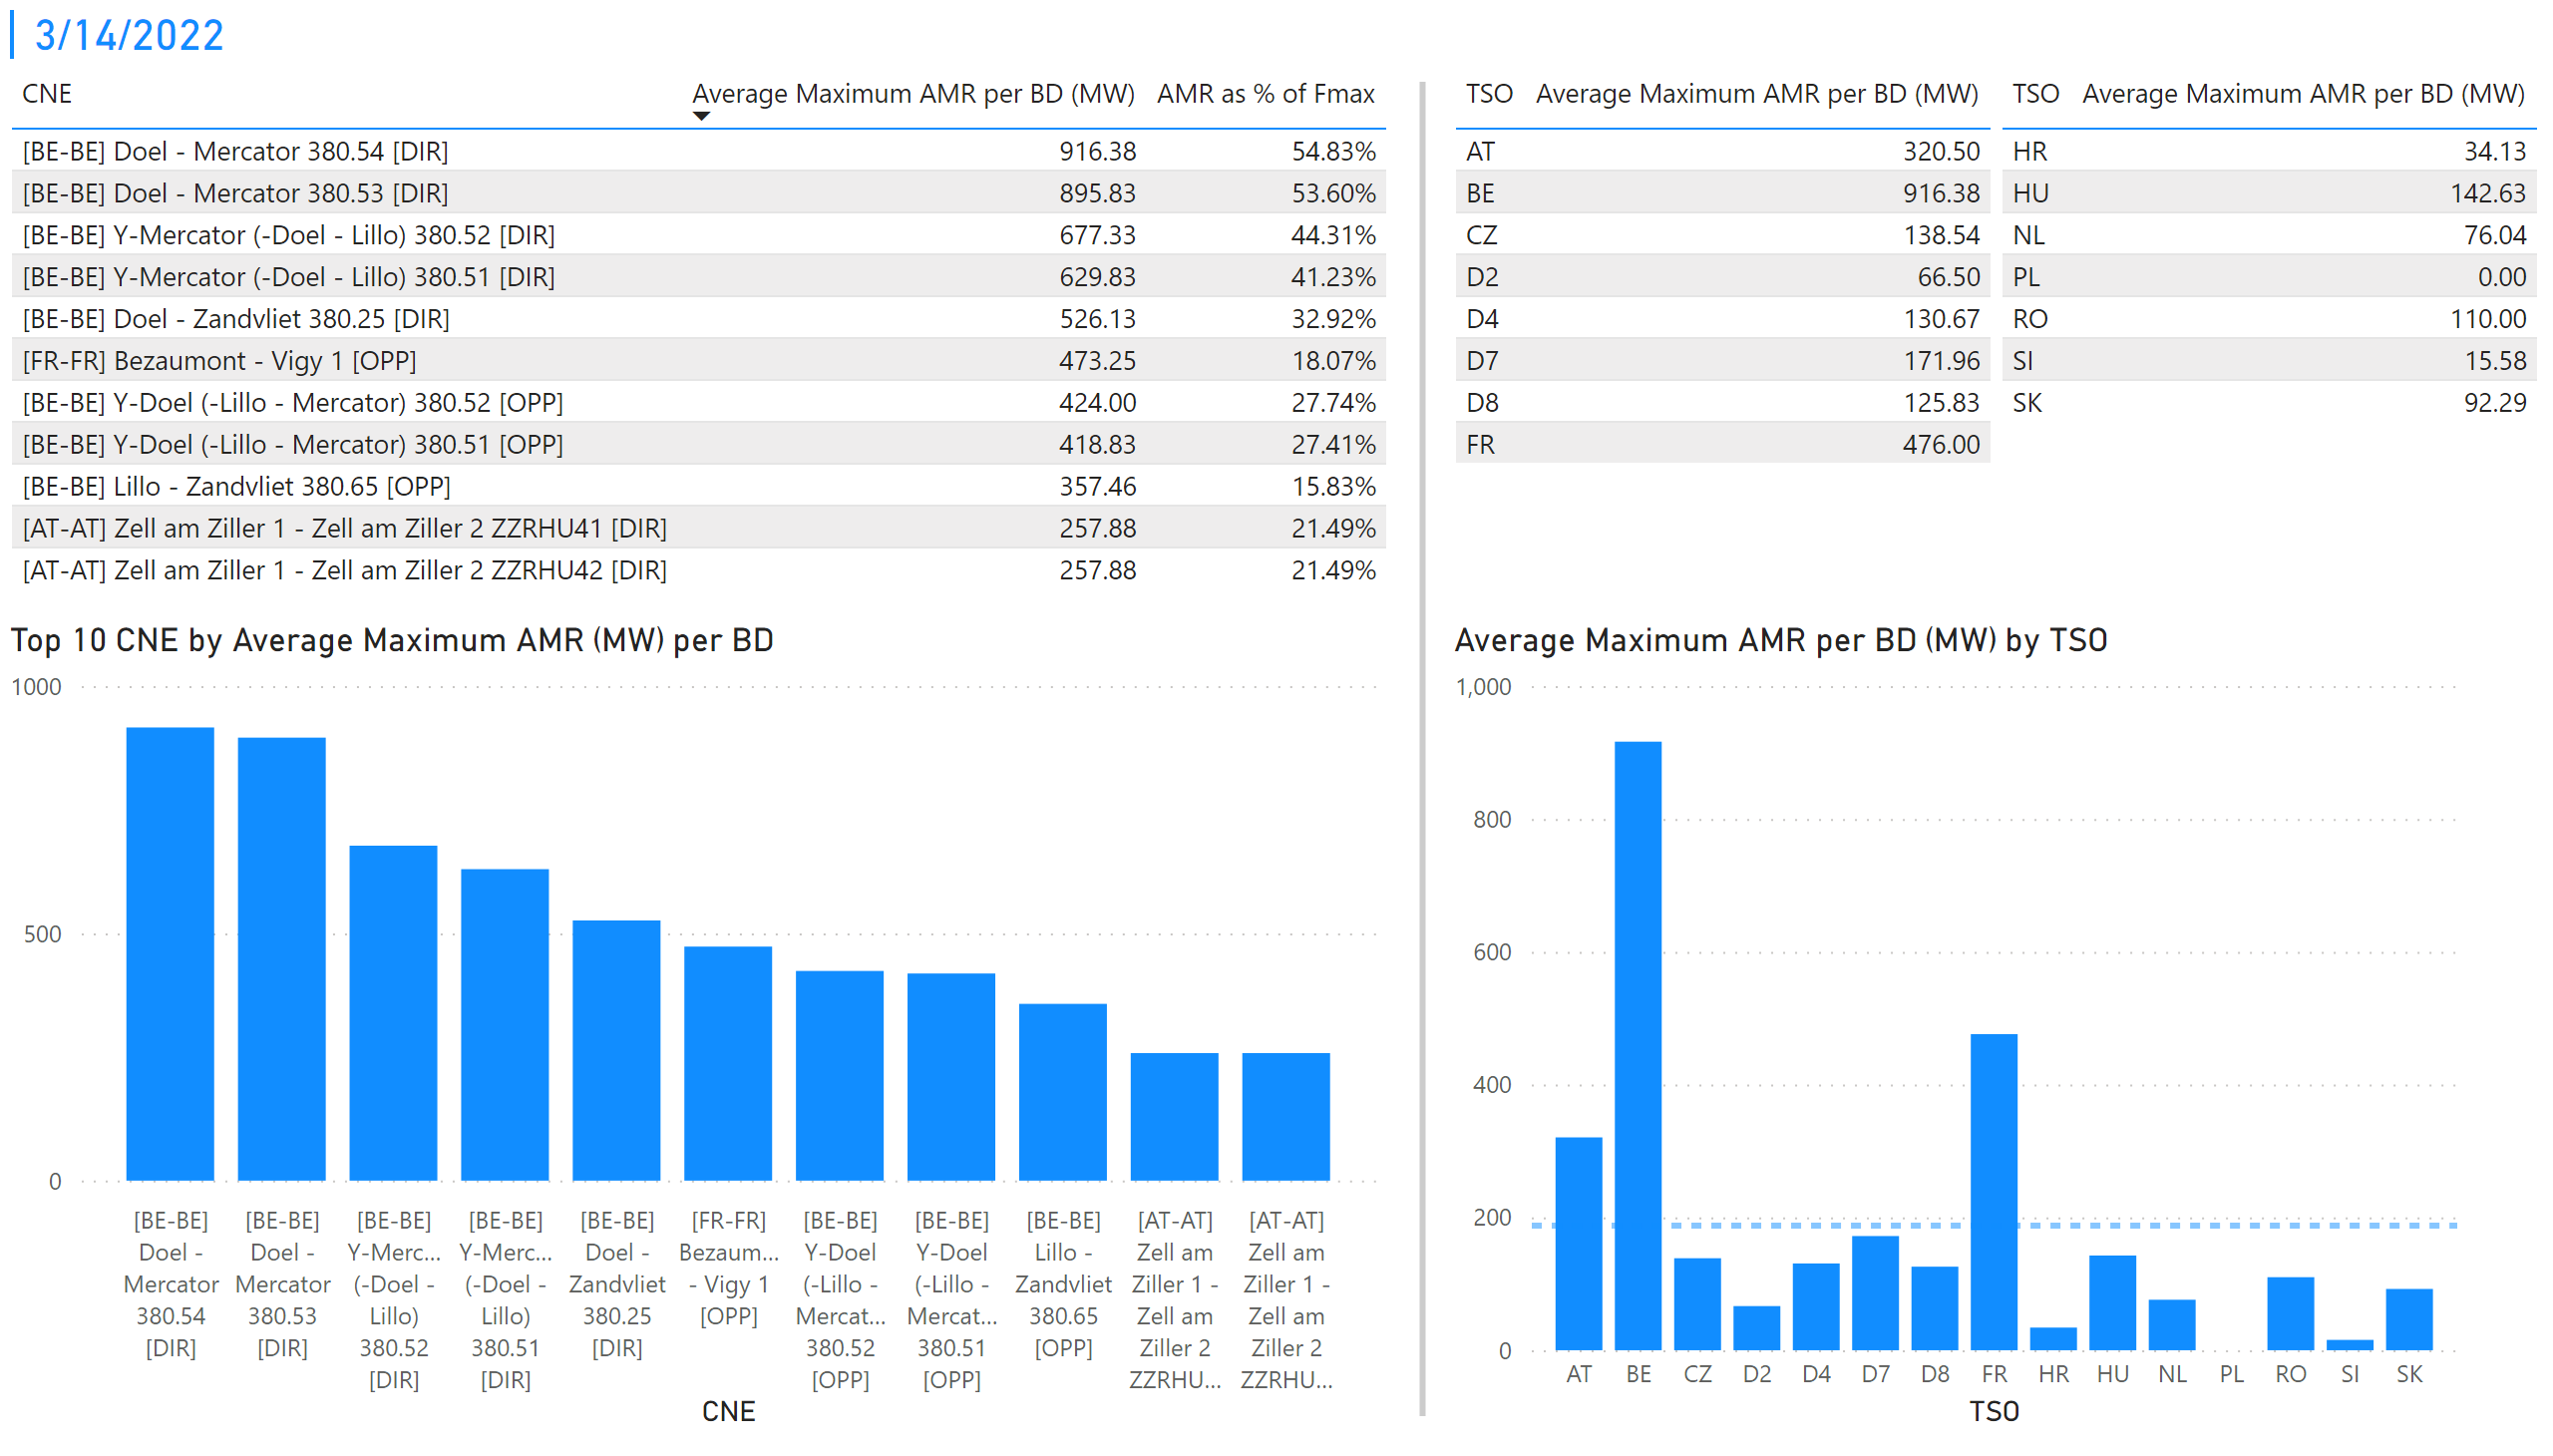 3/14/2022
CNE Average Maximum AMR per BD (MW) AMR as % of Fmax
[BE-BE] Doel - Mercator 380.54 [DIR] 916.38 54.83%
[BE-BE] Doel - Mercator 380.53 [DIR] 895.83 53.60%
[BE-BE] Y-Mercator (-Doel - Lillo) 380.52 [DIR] 677.33 44.31%
[BE-BE] Y-Mercator (-Doel - Lillo) 380.51 [DIR] 629.83 41.23%
[BE-BE] Doel - Zandvliet 380.25 [DIR] 526.13 32.92%
[FR-FR] Bezaumont - Vigy 1 [OPP] 473.25 18.07%
[BE-BE] Y-Doel (-Lillo - Mercator) 380.52 [OPP] 424.00 27.74%
[BE-BE] Y-Doel (-Lillo - Mercator) 380.51 [OPP] 418.83 27.41%
[BE-BE] Lillo - Zandvliet 380.65 [OPP] 357.46 15.83%
[AT-AT] Zell am Ziller 1 - Zell am Ziller 2 ZZRHU41 [DIR] 257.88 21.49%
[AT-AT] Zell am Ziller 1 - Zell am Ziller 2 ZZRHU42 [DIR] 257.88 21.49%
TSO Average Maximum AMR per BD (MW)
AT 320.50
BE 916.38
CZ 138.54
D2 66.50
D4 130.67
D7 171.96
D8 125.83
FR 476.00
TSO Average Maximum AMR per BD (MW)
HR 34.13
HU 142.63
NL 76.04
PL 0.00
RO 110.00
SI 15.58
SK 92.29
Top 10 CNE by Average Maximum AMR (MW) per BD
1000
500
0
[BE-BE]
Doel -
Mercator
380.54
[DIR]
[BE-BE]
Doel -
Mercator
380.53
[DIR]
[BE-BE]
Y-Merc...
(-Doel -
Lillo)
380.52
[DIR]
[BE-BE]
Y-Merc...
(-Doel -
Lillo)
380.51
[DIR]
[BE-BE]
Doel -
Zandvliet
380.25
[DIR]
[FR-FR]
Bezaum...
- Vigy 1
[OPP]
[BE-BE]
Y-Doel
(-Lillo -
Mercat...
380.52
[OPP]
[BE-BE]
Y-Doel
(-Lillo -
Mercat...
380.51
[OPP]
[BE-BE]
Lillo -
Zandvliet
380.65
[OPP]
[AT-AT]
Zell am
Ziller 1 -
Zell am
Ziller 2
ZZRHU...
[AT-AT]
Zell am
Ziller 1 -
Zell am
Ziller 2
ZZRHU...
CNE
Average Maximum AMR per BD (MW) by TSO
1,000
800
600
400
200
0
AT BE CZ D2 D4 D7 D8 FR HR HU NL PL RO SI SK
TSO